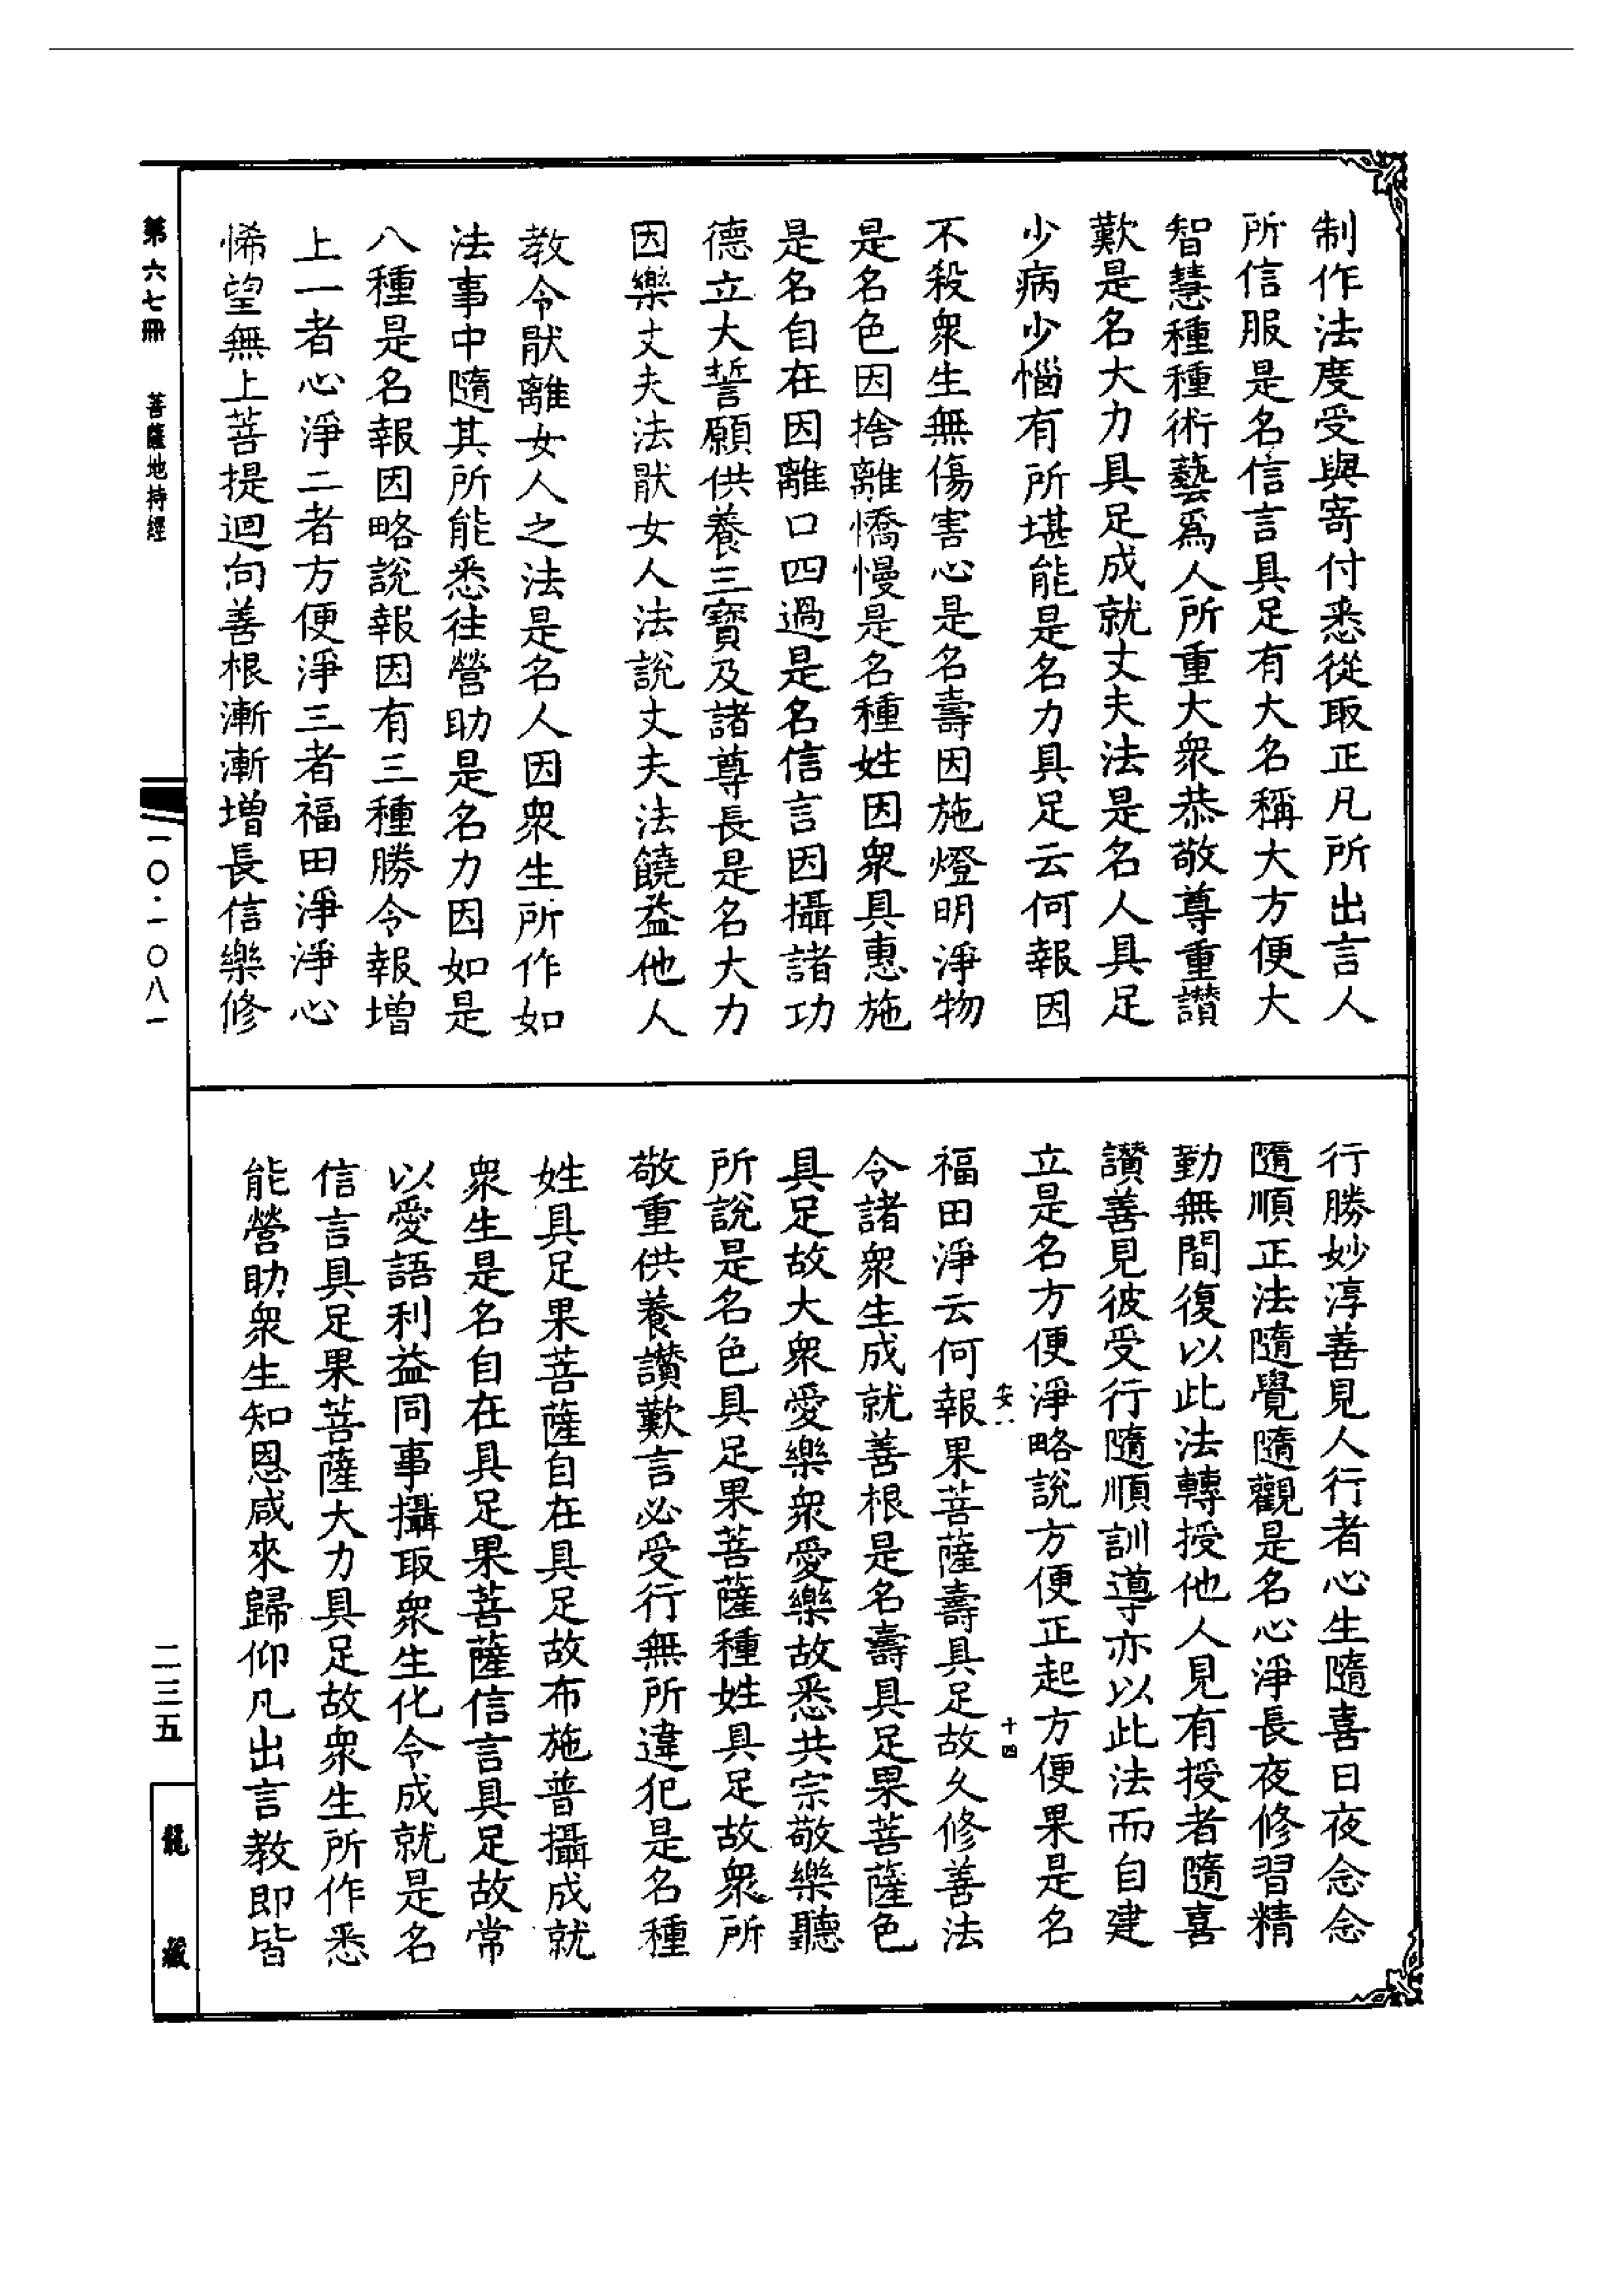 制作法度受與寄付悉從取正凡所出言人
所信服是名信言具足有大名稱大方便大
智慧種種術藝爲人所重大衆恭敬尊重讃
歎是名大力具足成就丈夫法是名人具足
少病少惱有所堪能是名力具足云何報因
不殺衆生無傷害心是名壽因施燈明淨物
是名色因捨離憍慢是名種姓因衆具惠施
是名自在因離口四過是名信言因攝諸功
德立大誓願供養三寶及諸尊長是名大力
因樂丈夫法猒女人法說丈夫法饒益他人
教令猒離女人之法是名人因衆生所作如
法事中隨其所能悉往營助是名力因如是
八種是名報因略說報因有三種勝令報增
上一者心淨二者方便淨三者福田淨淨心
悕望無上菩提迴向善根漸漸增長信樂修
行勝妙淳善見人行者心生隨喜日夜念念
隨順正法隨覺隨觀是名心淨長夜修習精
勤無間復以此法轉授他人見有授者隨喜
讃善見彼受行隨順訓導亦以此法而自建
立是名方便淨略說方便正起方便果是名
安一 十四
福田淨云何報果菩薩壽具足故久修善法
令諸衆生成就善根是名壽具足果菩薩色
具足故大衆愛樂衆愛樂故悉共宗敬樂聽
所說是名色具足果菩薩種姓具足故衆所
敬重供養讃歎言必受行無所違犯是名種
姓具足果菩薩自在具足故布施普攝成就
衆生是名自在具足果菩薩信言具足故常
以愛語利益同事攝取衆生化令成就是名
信言具足果菩薩大力具足故衆生所作悉
能營助衆生知恩咸來歸仰凡出言教即皆
第六七冊 菩薩地持經
一〇·一〇八一
二三五
龍藏